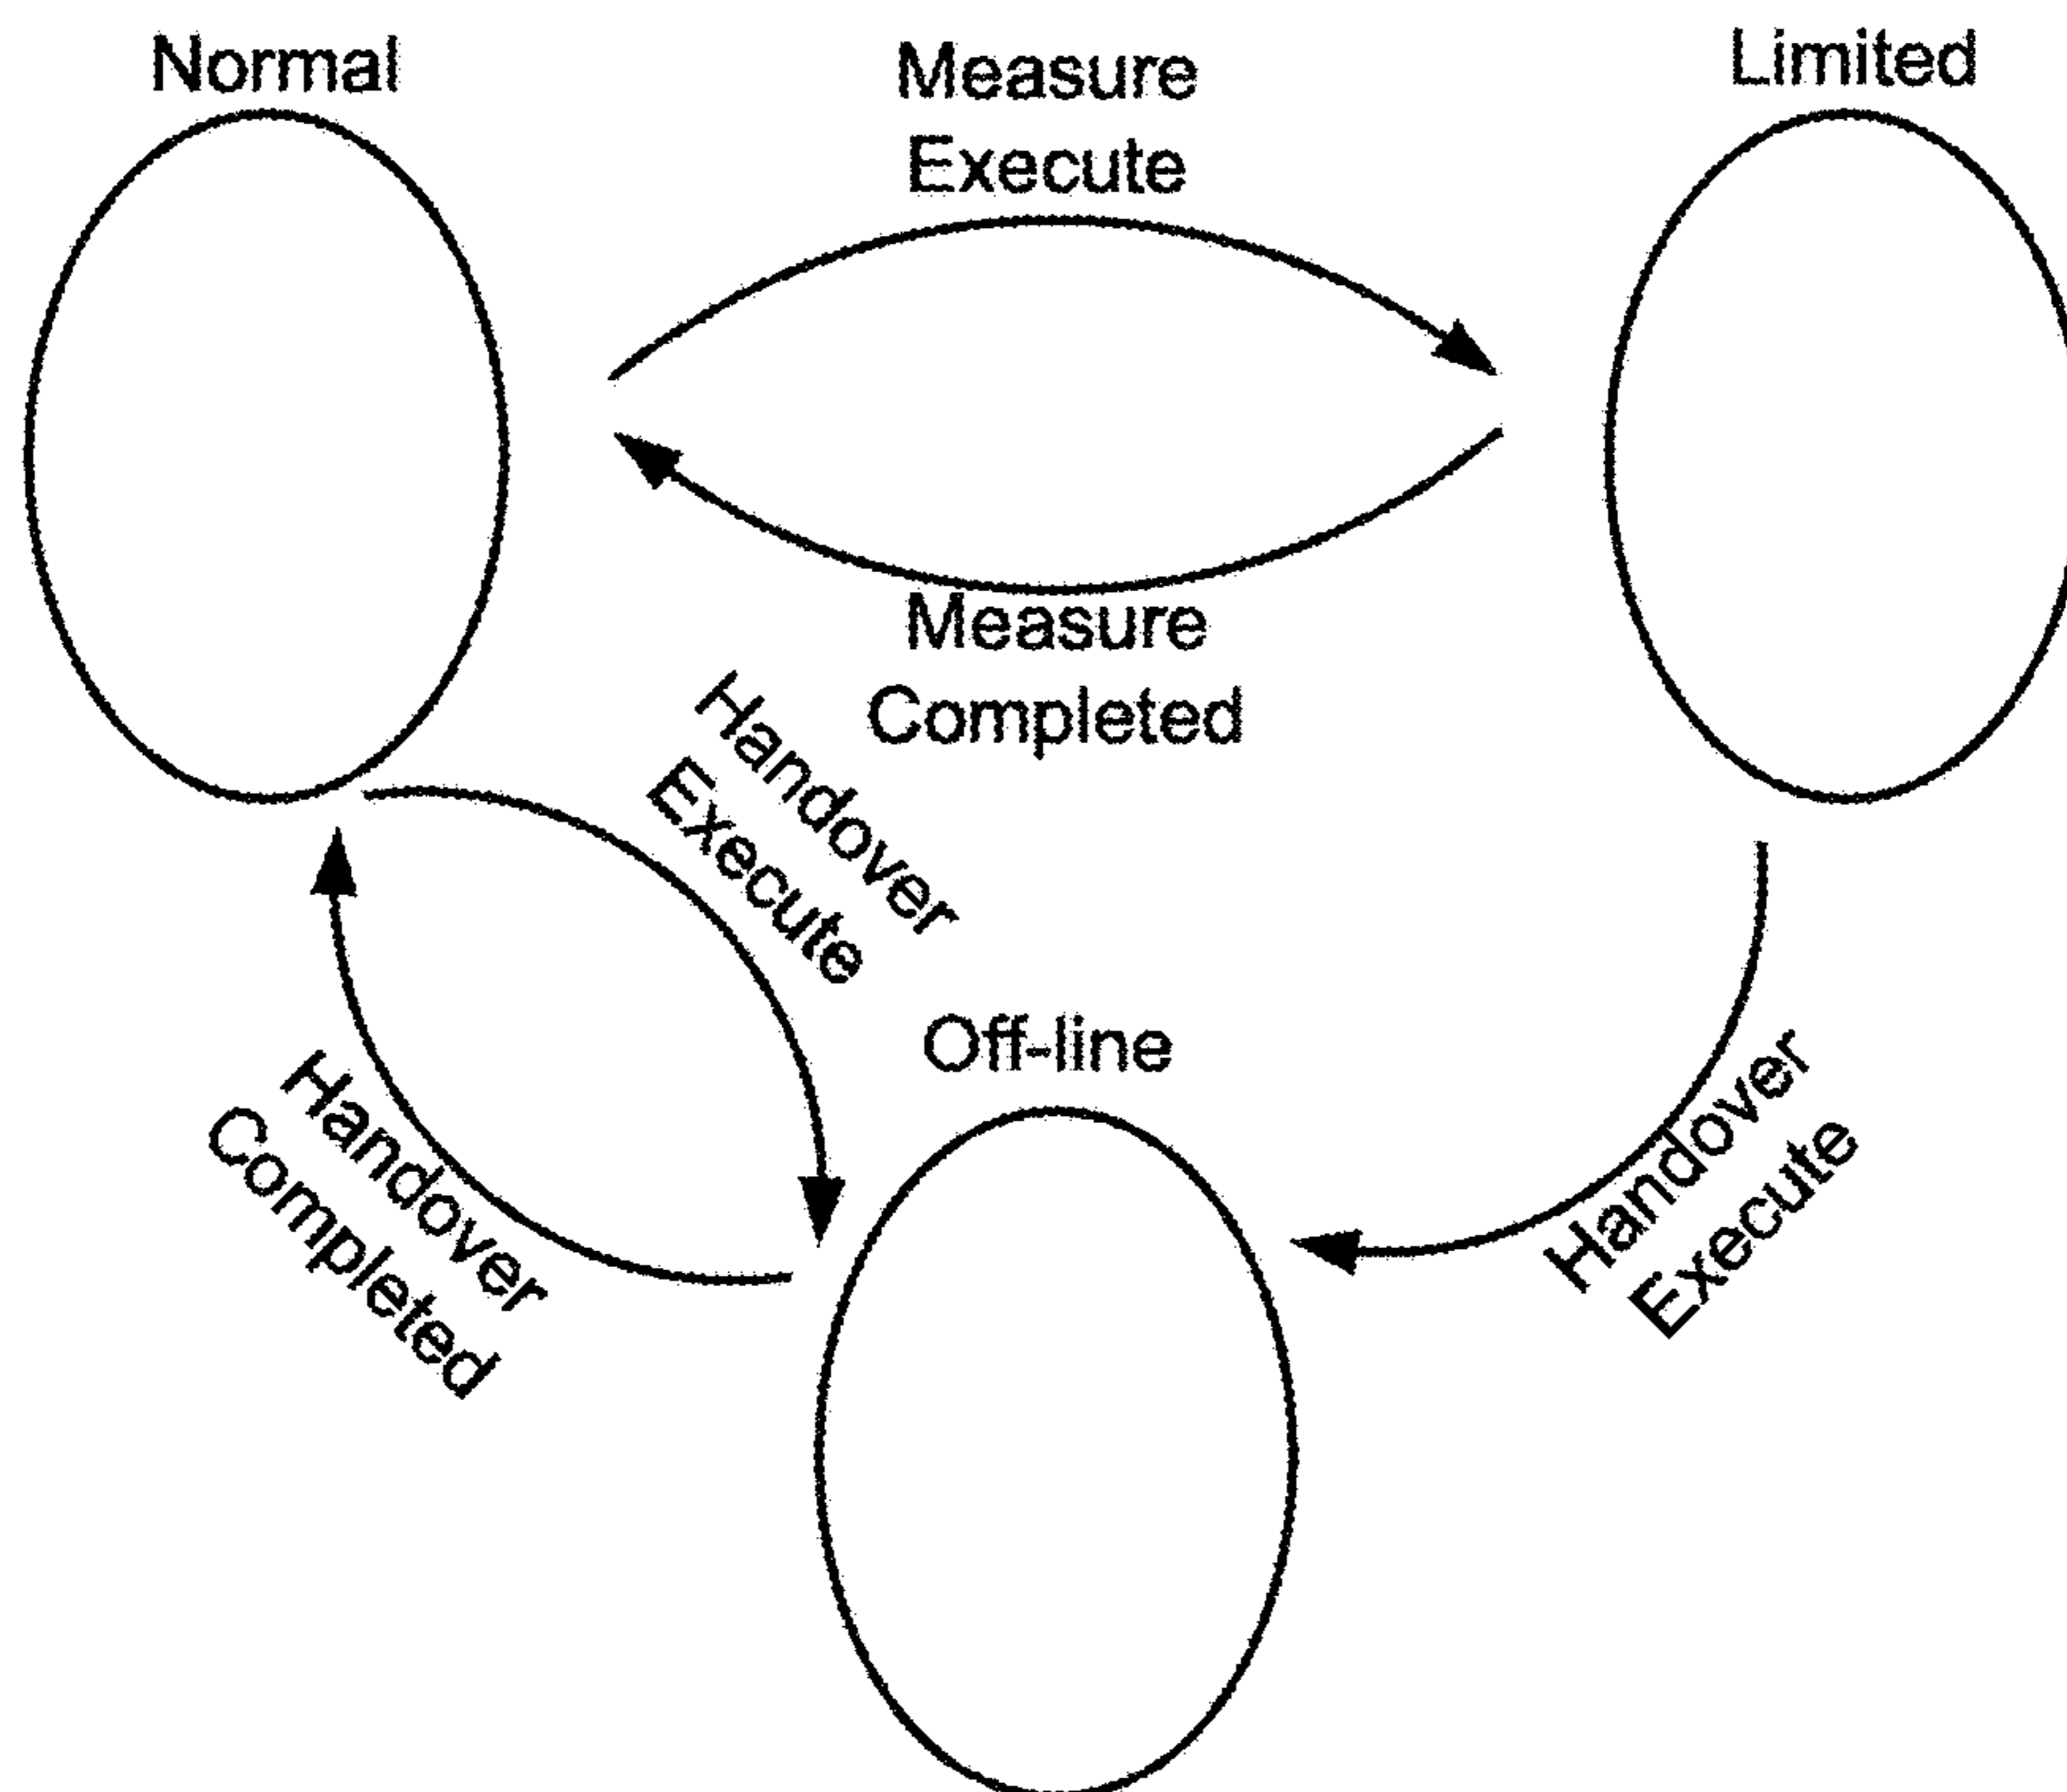 Normal
Measure
Execute
Limited
Measure
Completed
Handover
Execute
Off-line
Handover
Completed
Handover
Execute